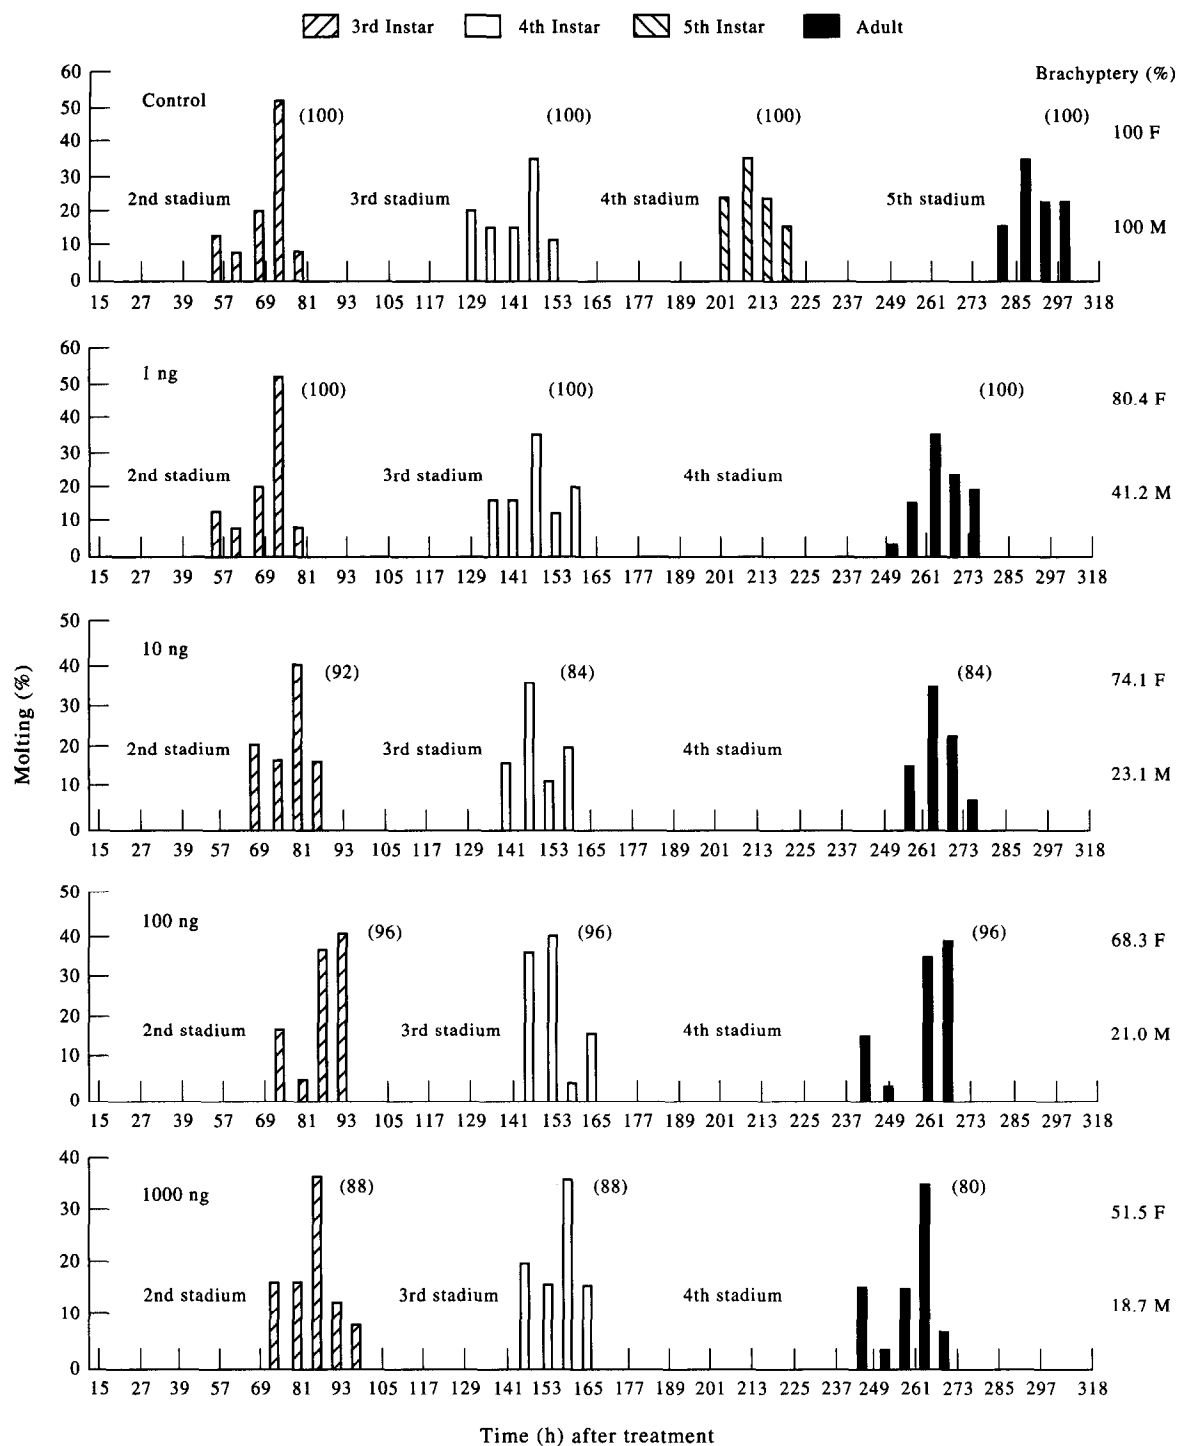 3rd Instar 4th Instar 5th Instar Adult
Brachyptery (%)
60
50
40
30
20
10
0
Control
(100) (100) (100) (100)
100 F
2nd stadium 3rd stadium 4th stadium 5th stadium
100 M
15 27 39 57 69 81 93 105 117 129 141 153 165 177 189 201 213 225 237 249 261 273 285 297 318
60
50
40
30
20
10
0
1 ng
(100) (100) (100)
80.4 F
2nd stadium 3rd stadium 4th stadium
41.2 M
15 27 39 57 69 81 93 105 117 129 141 153 165 177 189 201 213 225 237 249 261 273 285 297 318
Molting (%)
50
40
30
20
10
0
10 ng
(92) (84) (84)
74.1 F
2nd stadium 3rd stadium 4th stadium
23.1 M
15 27 39 57 69 81 93 105 117 129 141 153 165 177 189 201 213 225 237 249 261 273 285 297 318
50
40
30
20
10
0
100 ng
(96) (96) (96)
68.3 F
2nd stadium 3rd stadium 4th stadium
21.0 M
15 27 39 57 69 81 93 105 117 129 141 153 165 177 189 201 213 225 237 249 261 273 285 297 318
40
30
20
10
0
1000 ng
(88) (88) (80)
51.5 F
2nd stadium 3rd stadium 4th stadium
18.7 M
15 27 39 57 69 81 93 105 117 129 141 153 165 177 189 201 213 225 237 249 261 273 285 297 318
Time (h) after treatment